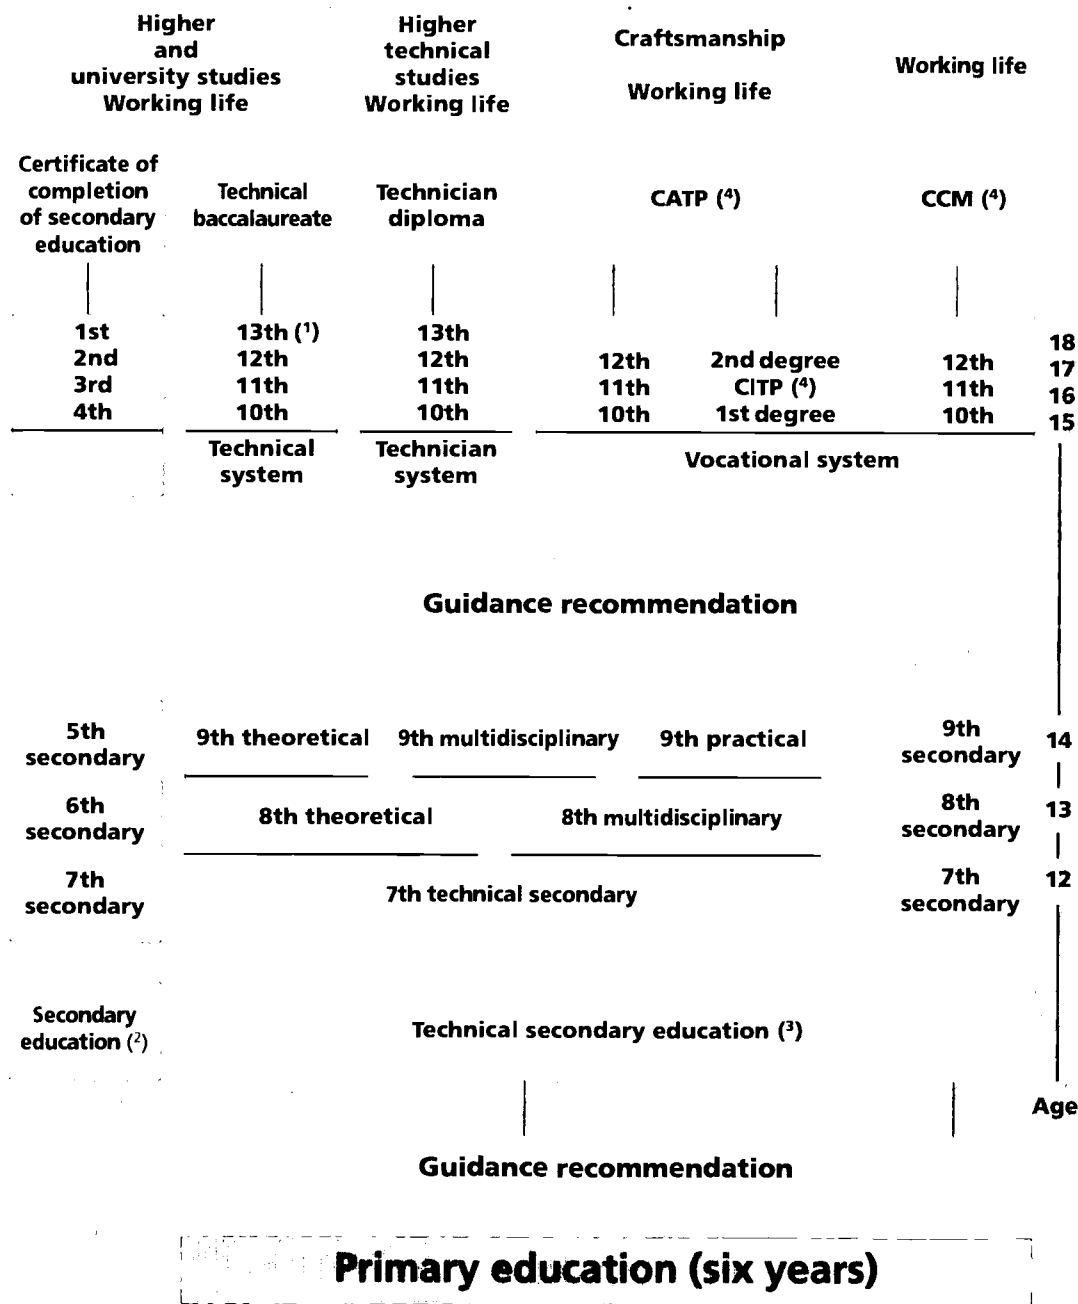 Higher
and
university studies
Working life
Higher
technical
studies
Working life
Craftsmanship
Working life
Working life
Certificate of
completion
of secondary
education
Technical
baccalaureate
Technician
diploma
CATP (⁴)
CCM (⁴)
1st 13th (¹) 13th 18
2nd 12th 12th 12th 2nd degree 12th 17
3rd 11th 11th 11th CITP (⁴) 11th 16
4th 10th 10th 10th 1st degree 10th 15
Technical
system
Technician
system
Vocational system
Guidance recommendation
5th
secondary
9th theoretical
9th multidisciplinary
9th practical
9th
secondary
14
6th
secondary
8th theoretical
8th multidisciplinary
8th
secondary
13
7th
secondary
7th technical secondary
7th
secondary
12
Secondary
education (²)
Technical secondary education (³)
Age
Guidance recommendation
Primary education (six years)